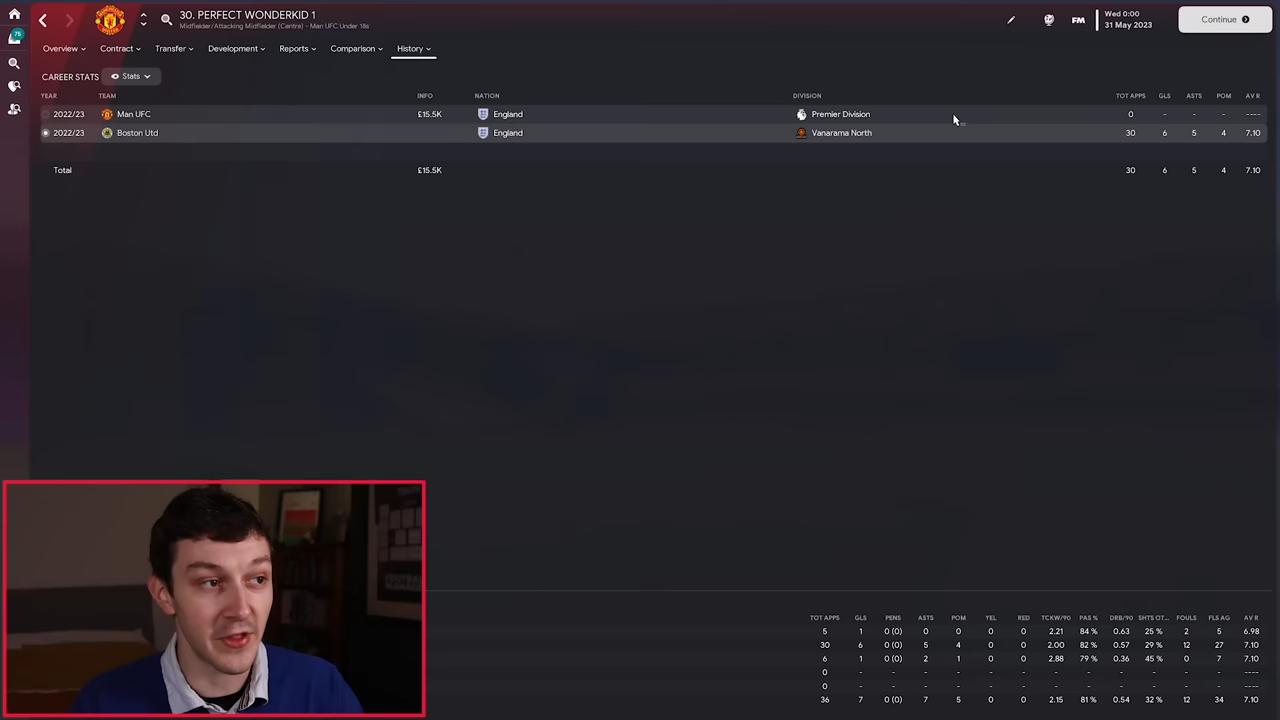 30. PERFECT WONDERKID 1
Midfielder/Attacking Midfielder (Centre) - Man UFC Under 18s
FM
Wed 0:00
31 May 2023
Continue
75
Overview Contract Transfer Development Reports Comparison History
CAREER STATS Stats
YEAR TEAM INFO NATION DIVISION TOT APPS GLS ASTS POM AV R
2022/23 Man UFC £15.5K England Premier Division 0 - - - ----
2022/23 Boston Utd England Vanarama North 30 6 5 4 7.10
Total £15.5K 30 6 5 4 7.10
TOT APPS GLS PENS ASTS POM YEL RED TCKW/90 PAS % DRB/90 SHTS OT... FOULS FLS AG AV R
5 1 0 (0) 0 0 0 0 2.21 84 % 0.63 25 % 2 5 6.98
30 6 0 (0) 5 4 0 0 2.00 82 % 0.57 29 % 12 27 7.10
6 1 0 (0) 2 1 0 0 2.88 79 % 0.36 45 % 0 7 7.10
0 - - - - 0 0 - - - - - - ----
0 - - - - 0 0 - - - - - - ----
36 7 0 (0) 7 5 0 0 2.15 81 % 0.54 32 % 12 34 7.10